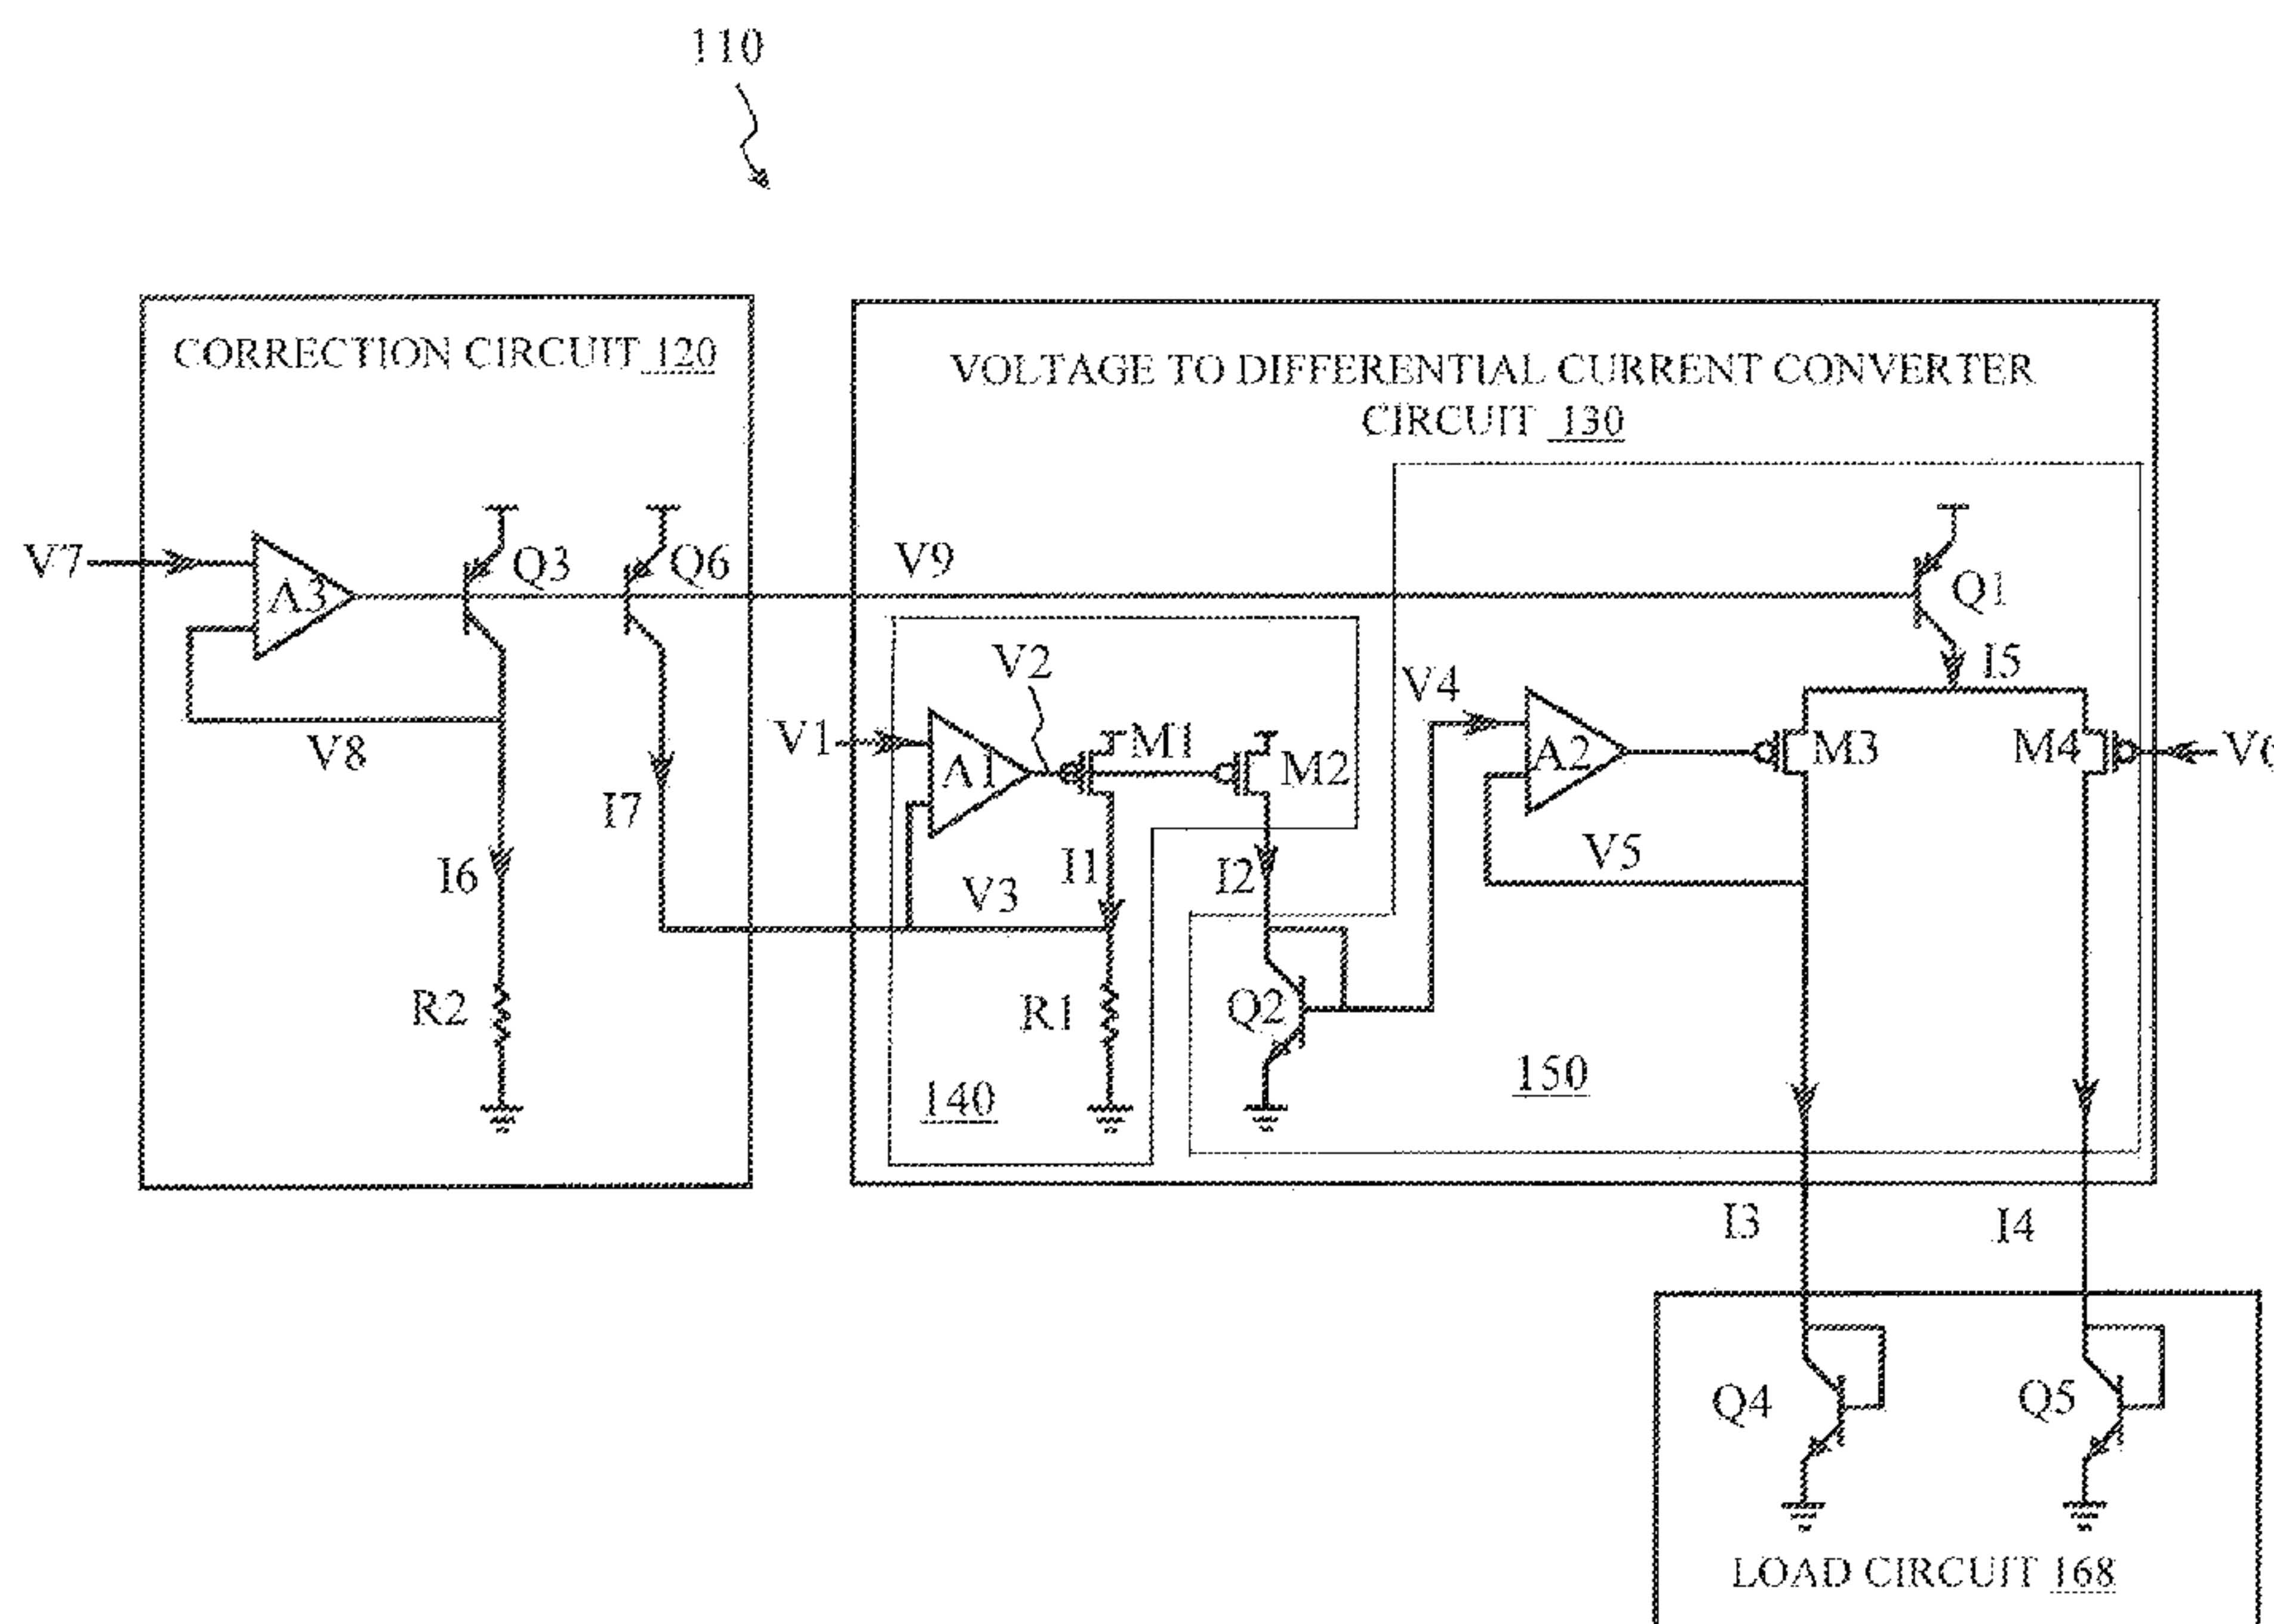 110
CORRECTION CIRCUIT 120
VOLTAGE TO DIFFERENTIAL CURRENT CONVERTER
CIRCUIT 130
V7
A3
Q3
Q6
V9
Q1
I5
V8
I7
I6
R2
V1
V2
A1
M1
M2
V3
I1
I2
R1
Q2
140
V4
A2
M3
M4
V5
150
I3
I4
Q4
Q5
LOAD CIRCUIT 168